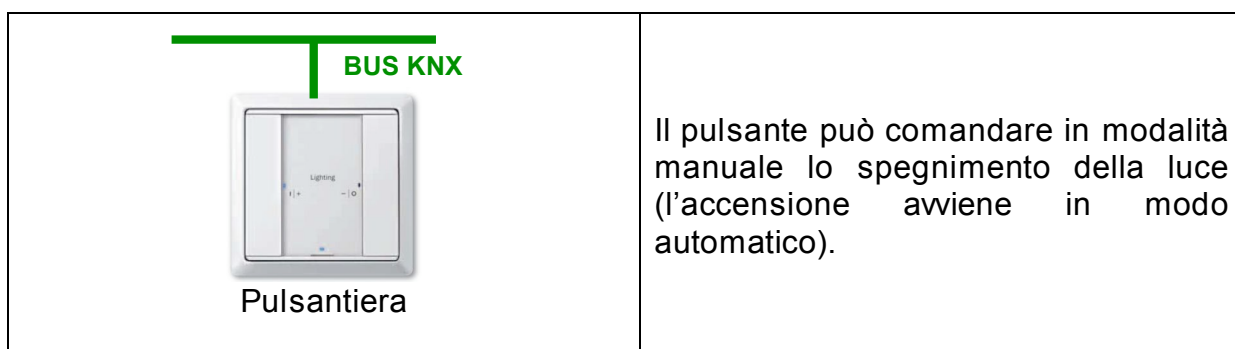 BUS KNX
Lighting
I|+ −|O
Pulsantiera
Il pulsante può comandare in modalità
manuale lo spegnimento della luce
(l'accensione avviene in modo
automatico).